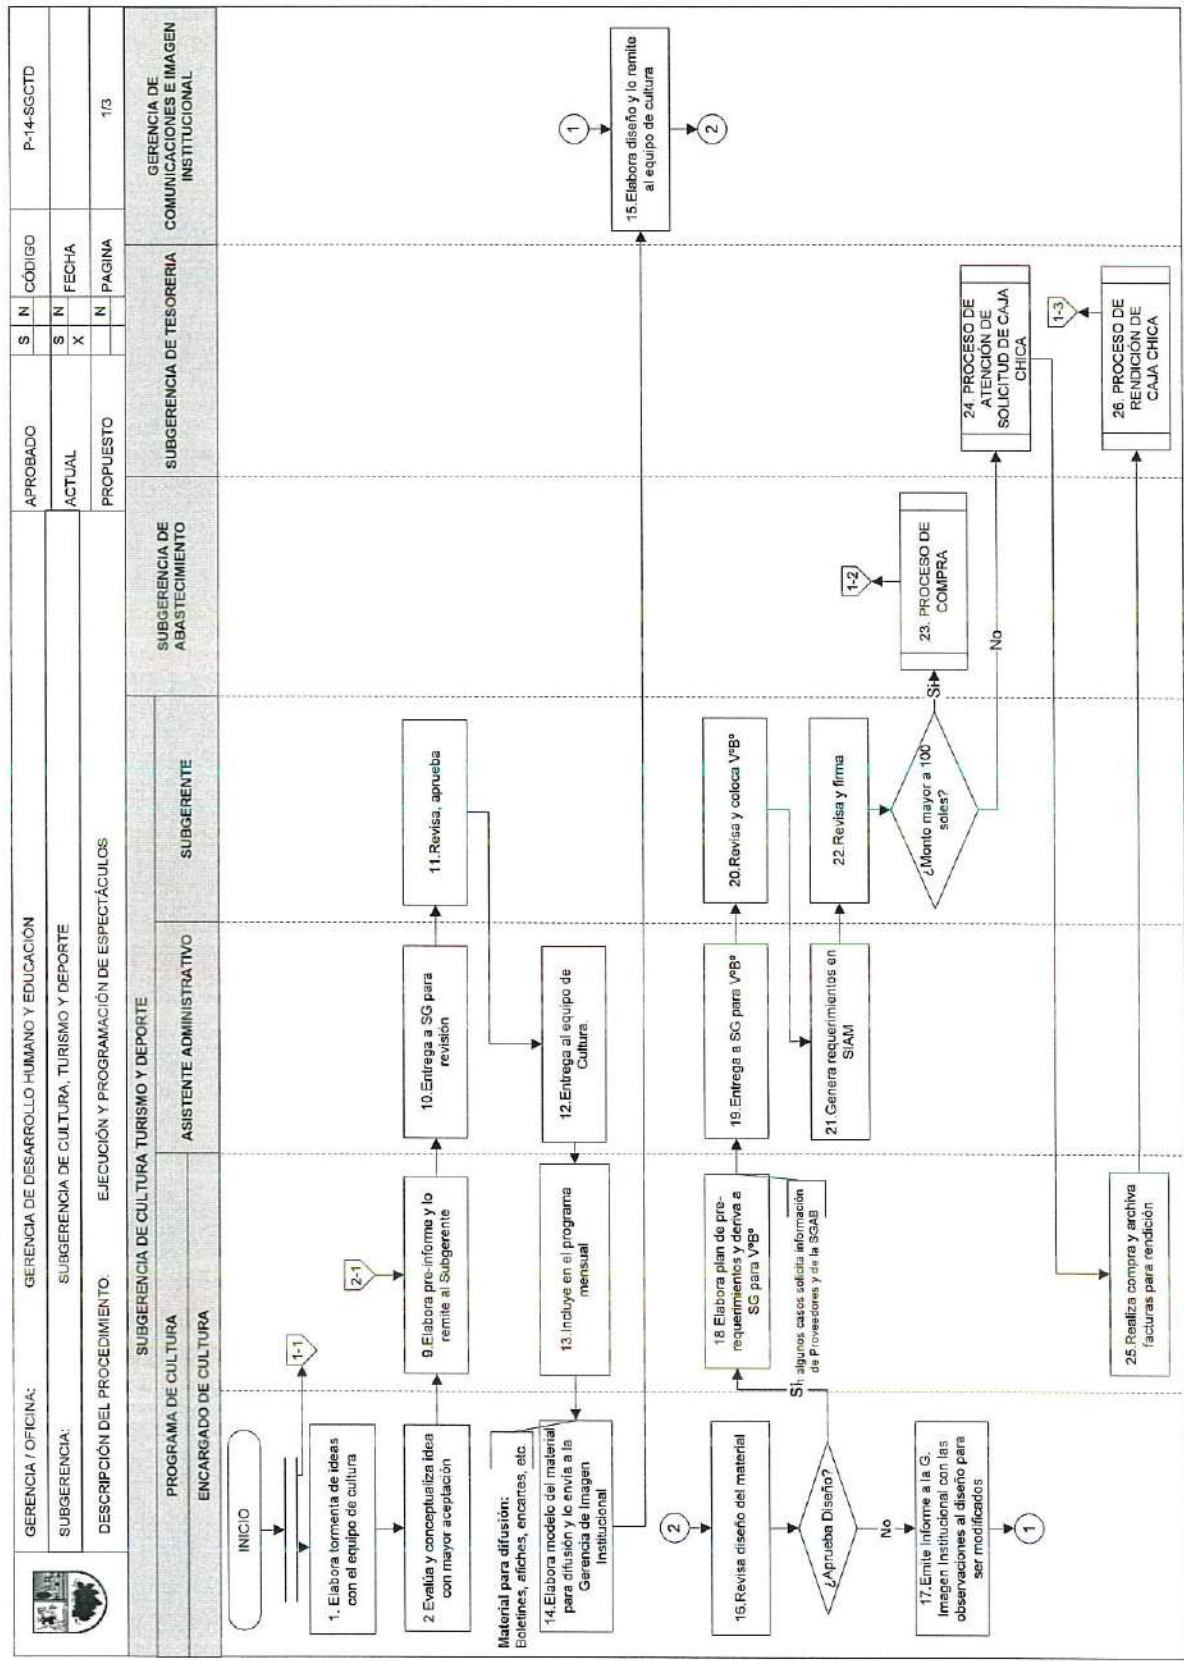 GERENCIA / OFICINA:
GERENCIA DE DESARROLLO HUMANO Y EDUCACIÓN
APROBADO
S
N
CÓDIGO
P-14-SGCTD
SUBGERENCIA:
SUBGERENCIA DE CULTURA, TURISMO Y DEPORTE
ACTUAL
S
N
X
FECHA
DESCRIPCIÓN DEL PROCEDIMIENTO.
EJECUCIÓN Y PROGRAMACIÓN DE ESPECTÁCULOS
PROPUESTO
N
PAGINA
1/3
SUBGERENCIA DE CULTURA TURISMO Y DEPORTE
PROGRAMA DE CULTURA
ENCARGADO DE CULTURA
ASISTENTE ADMINISTRATIVO
SUBGERENTE
SUBGERENCIA DE
ABASTECIMIENTO
SUBGERENCIA DE TESORERIA
GERENCIA DE
COMUNICACIONES E IMAGEN
INSTITUCIONAL
INICIO
1-1
1. Elabora tormenta de ideas
con el equipo de cultura
2 Evalúa y conceptualiza idea
con mayor aceptación
2-1
9.Elabora pre-informe y lo
remite al Subgerente
10.Entrega a SG para
revisión
11.Revisa, aprueba
12.Entrega al equipo de
Cultura.
13.Incluye en el programa
mensual
Material para difusión:
Boletines, afiches, encartes, etc.
14.Elabora modelo del material
para difusión y lo envía a la
Gerencia de Imagen
Institucional
1
15.Elabora diseño y lo remite
al equipo de cultura
2
2
16.Revisa diseño del material
¿Aprueba Diseño?
Si
No
17.Emite Informe a la G.
Imagen Institucional con las
observaciones al diseño para
ser modificados
1
18 Elabora plan de pre-
requerimientos y deriva a
SG para VºBº
algunos casos solicita información
de Proveedores y de la SGAB
19.Entrega a SG para VºBº
20.Revisa y coloca VºBº
21.Genera requerimientos en
SIAM
22.Revisa y firma
¿Monto mayor a 100
soles?
Si
No
1-2
23. PROCESO DE
COMPRA
24. PROCESO DE
ATENCIÓN DE
SOLICITUD DE CAJA
CHICA
25.Realiza compra y archiva
facturas para rendición
1-3
26. PROCESO DE
RENDICIÓN DE
CAJA CHICA